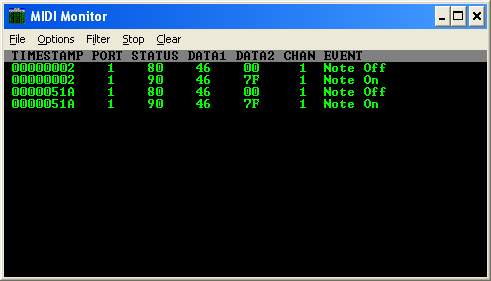 MIDI Monitor
File Options Filter Stop Clear
TIMESTAMP PORT STATUS DATA1 DATA2 CHAN EVENT
00000002 1 80 46 00 1 Note Off
00000002 1 90 46 7F 1 Note On
0000051A 1 80 46 00 1 Note Off
0000051A 1 90 46 7F 1 Note On